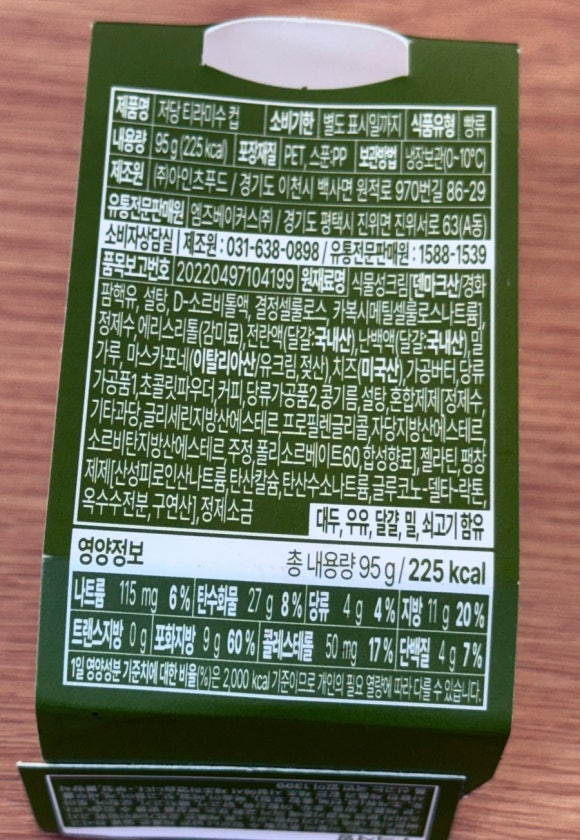 제품명 저당 티라미수 컵 소비기한 별도 표시일까지 식품유형 빵류
내용량 95 g (225 kcal) 포장재질 PET, 스푼:PP 보관방법 냉장보관(0~10℃)
제조원 ㈜아인츠푸드 / 경기도 이천시 백사면 원적로 970번길 86-29
유통전문판매원 엠즈베이커스㈜ / 경기도 평택시 진위면 진위서로 63(A동)
소비자상담실 제조원 : 031-638-0898 / 유통전문판매원 : 1588-1539
품목보고번호 20220497104199 원재료명 식물성크림[덴마크산/경화
팜핵유, 설탕, D-소르비톨액, 결정셀룰로스, 카복시메틸셀룰로스나트륨],
정제수, 에리스리톨(감미료), 전란액(달걀:국내산), 난백액(달걀:국내산), 밀
가루, 마스카포네(이탈리아산/유크림, 젖산), 치즈(미국산), 가공버터, 당류
가공품1, 초콜릿파우더, 커피, 당류가공품2, 콩기름, 설탕, 혼합제제[정제수,
기타과당, 글리세린지방산에스테르, 프로필렌글리콜, 자당지방산에스테르,
소르비탄지방산에스테르, 주정, 폴리소르베이트60, 합성향료], 젤라틴, 팽창
제제[산성피로인산나트륨, 탄산칼슘, 탄산수소나트륨, 글루코노-델타-락톤,
옥수수전분, 구연산], 정제소금
대두, 우유, 달걀, 밀, 쇠고기 함유
영양정보 총 내용량 95 g / 225 kcal
나트륨 115 mg 6% 탄수화물 27 g 8% 당류 4 g 4% 지방 11 g 20%
트랜스지방 0 g 포화지방 9 g 60% 콜레스테롤 50 mg 17% 단백질 4 g 7%
1일 영양성분 기준치에 대한 비율(%)은 2,000 kcal 기준이므로 개인의 필요 열량에 따라 다를 수 있습니다.